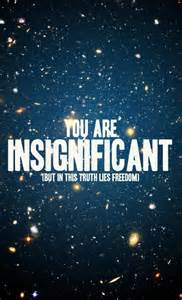 YOU ARE
INSIGNIFICANT
(BUT IN THIS TRUTH LIES FREEDOM)